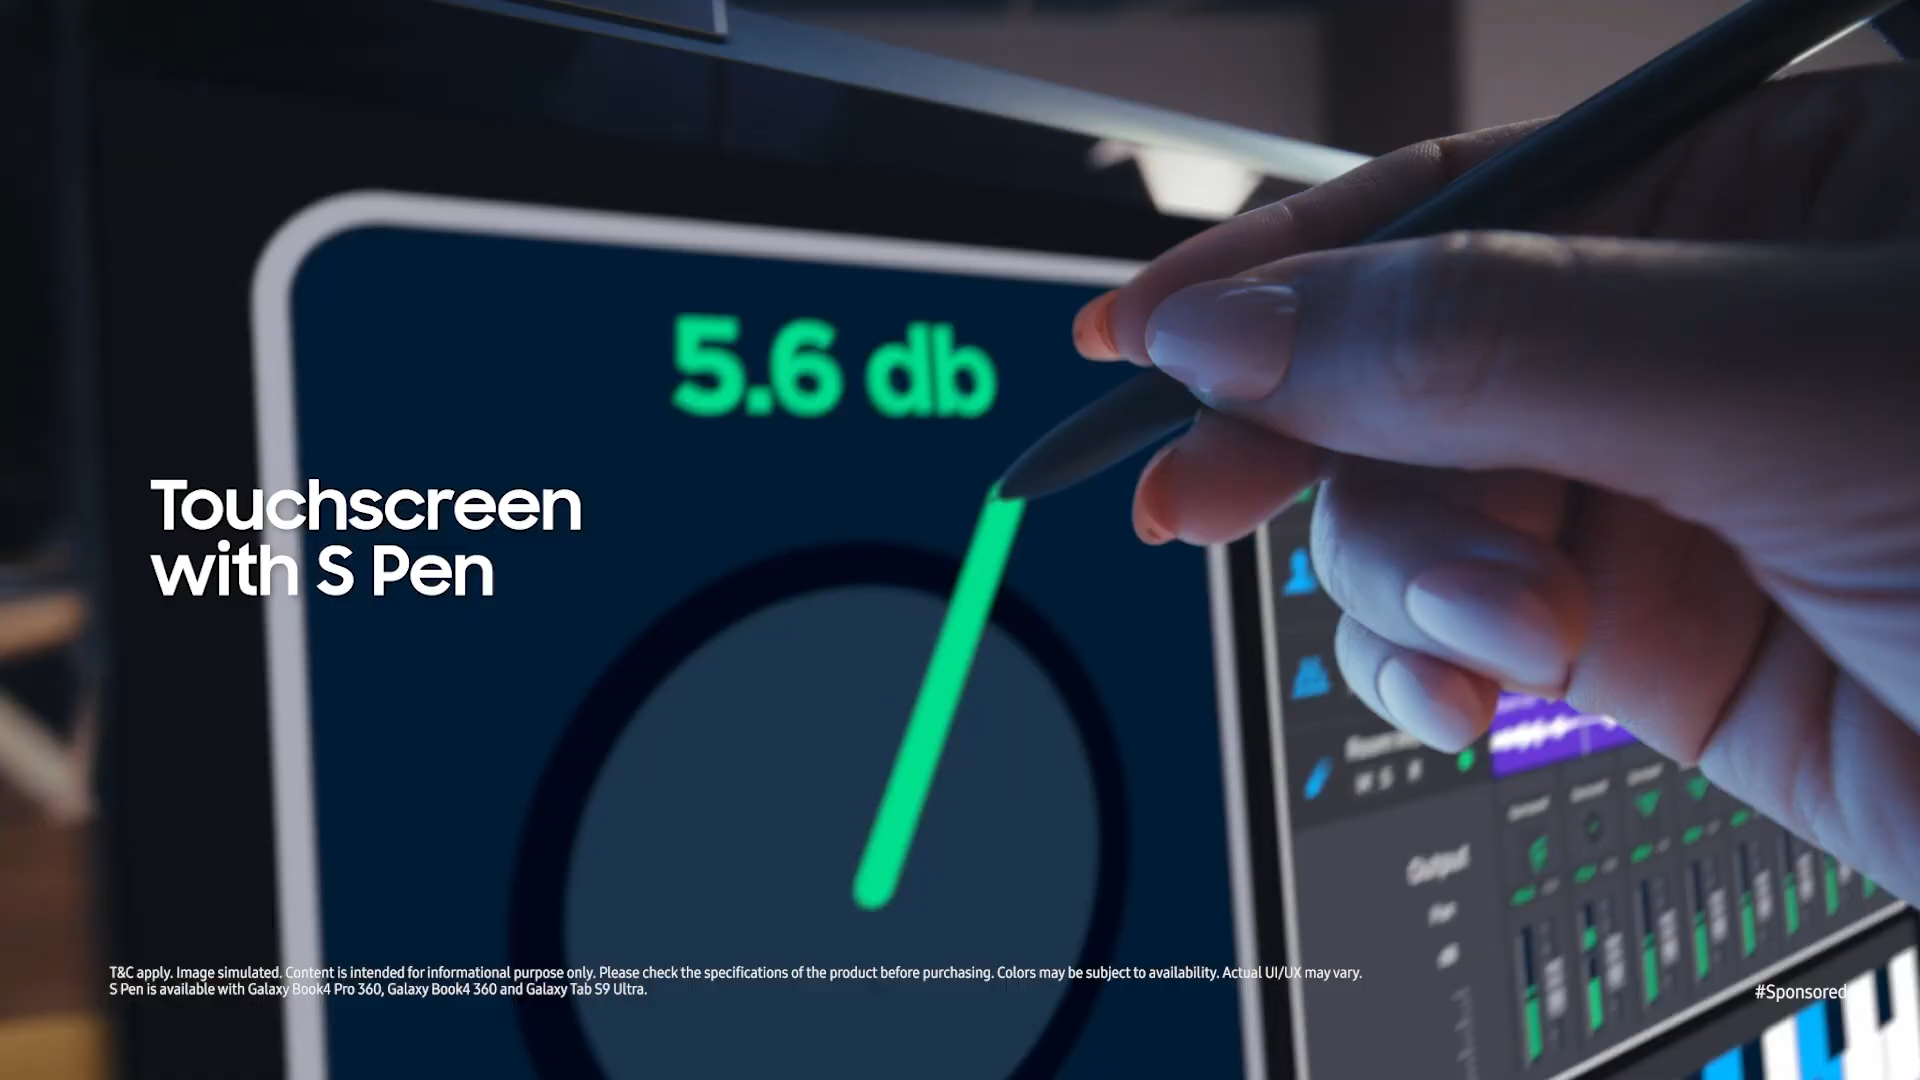 5.6 db
Touchscreen
with S Pen
Output
dB
M S R
T&C apply. Image simulated. Content is intended for informational purpose only. Please check the specifications of the product before purchasing. Colors may be subject to availability. Actual UI/UX may vary.
S Pen is available with Galaxy Book4 Pro 360, Galaxy Book4 360 and Galaxy Tab S9 Ultra.
#Sponsored